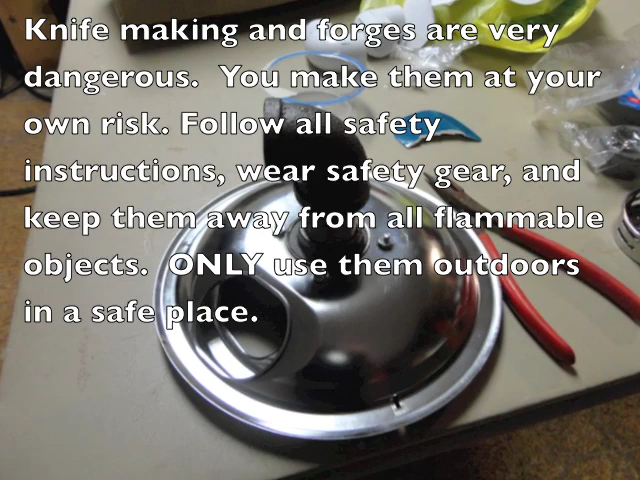 Knife making and forges are very
dangerous.  You make them at your
own risk. Follow all safety
instructions, wear safety gear, and
keep them away from all flammable
objects.  ONLY use them outdoors
in a safe place.